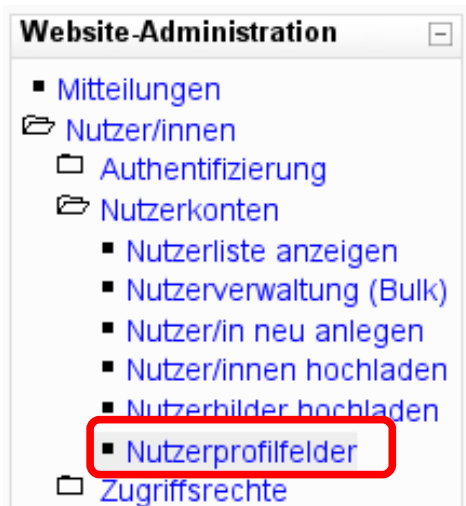 Website-Administration
Mitteilungen
Nutzer/innen
Authentifizierung
Nutzerkonten
Nutzerliste anzeigen
Nutzerverwaltung (Bulk)
Nutzer/in neu anlegen
Nutzer/innen hochladen
Nutzerbilder hochladen
Nutzerprofilfelder
Zugriffsrechte